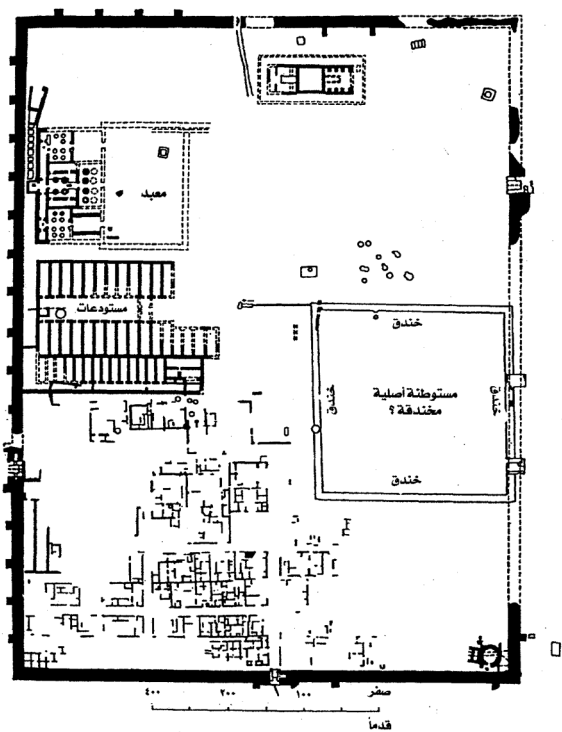 معبد
مستودعات
خندق
خندق
مستوطنة أصلية
مخندقة ؟
خندق
خندق
٤٠٠ ٢٠٠ ١٠٠ صفر
قدماً